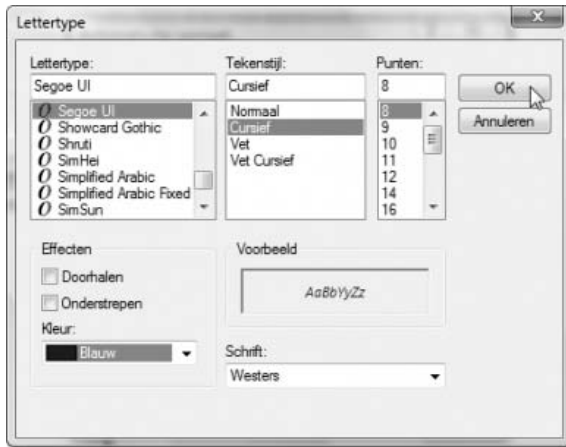 Lettertype
Lettertype:
Segoe UI
Segoe UI
Showcard Gothic
Shruti
SimHei
Simplified Arabic
Simplified Arabic Fixed
SimSun
Tekenstijl:
Cursief
Normaal
Cursief
Vet
Vet Cursief
Punten:
8
8
9
10
11
12
14
16
OK
Annuleren
Effecten
Doorhalen
Onderstrepen
Kleur:
Blauw
Voorbeeld
AaBbYyZz
Schrift:
Westers